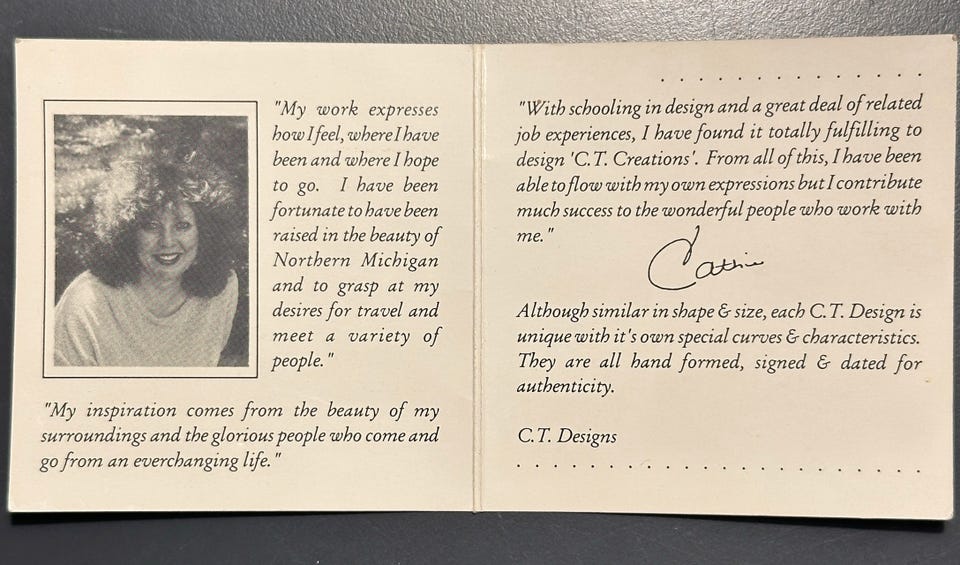 "My work expresses
how I feel, where I have
been and where I hope
to go. I have been
fortunate to have been
raised in the beauty of
Northern Michigan
and to grasp at my
desires for travel and
meet a variety of
people."
"My inspiration comes from the beauty of my
surroundings and the glorious people who come and
go from an everchanging life."
"With schooling in design and a great deal of related
job experiences, I have found it totally fulfilling to
design 'C.T. Creations'. From all of this, I have been
able to flow with my own expressions but I contribute
much success to the wonderful people who work with
me."
Although similar in shape & size, each C.T. Design is
unique with it's own special curves & characteristics.
They are all hand formed, signed & dated for
authenticity.
C.T. Designs